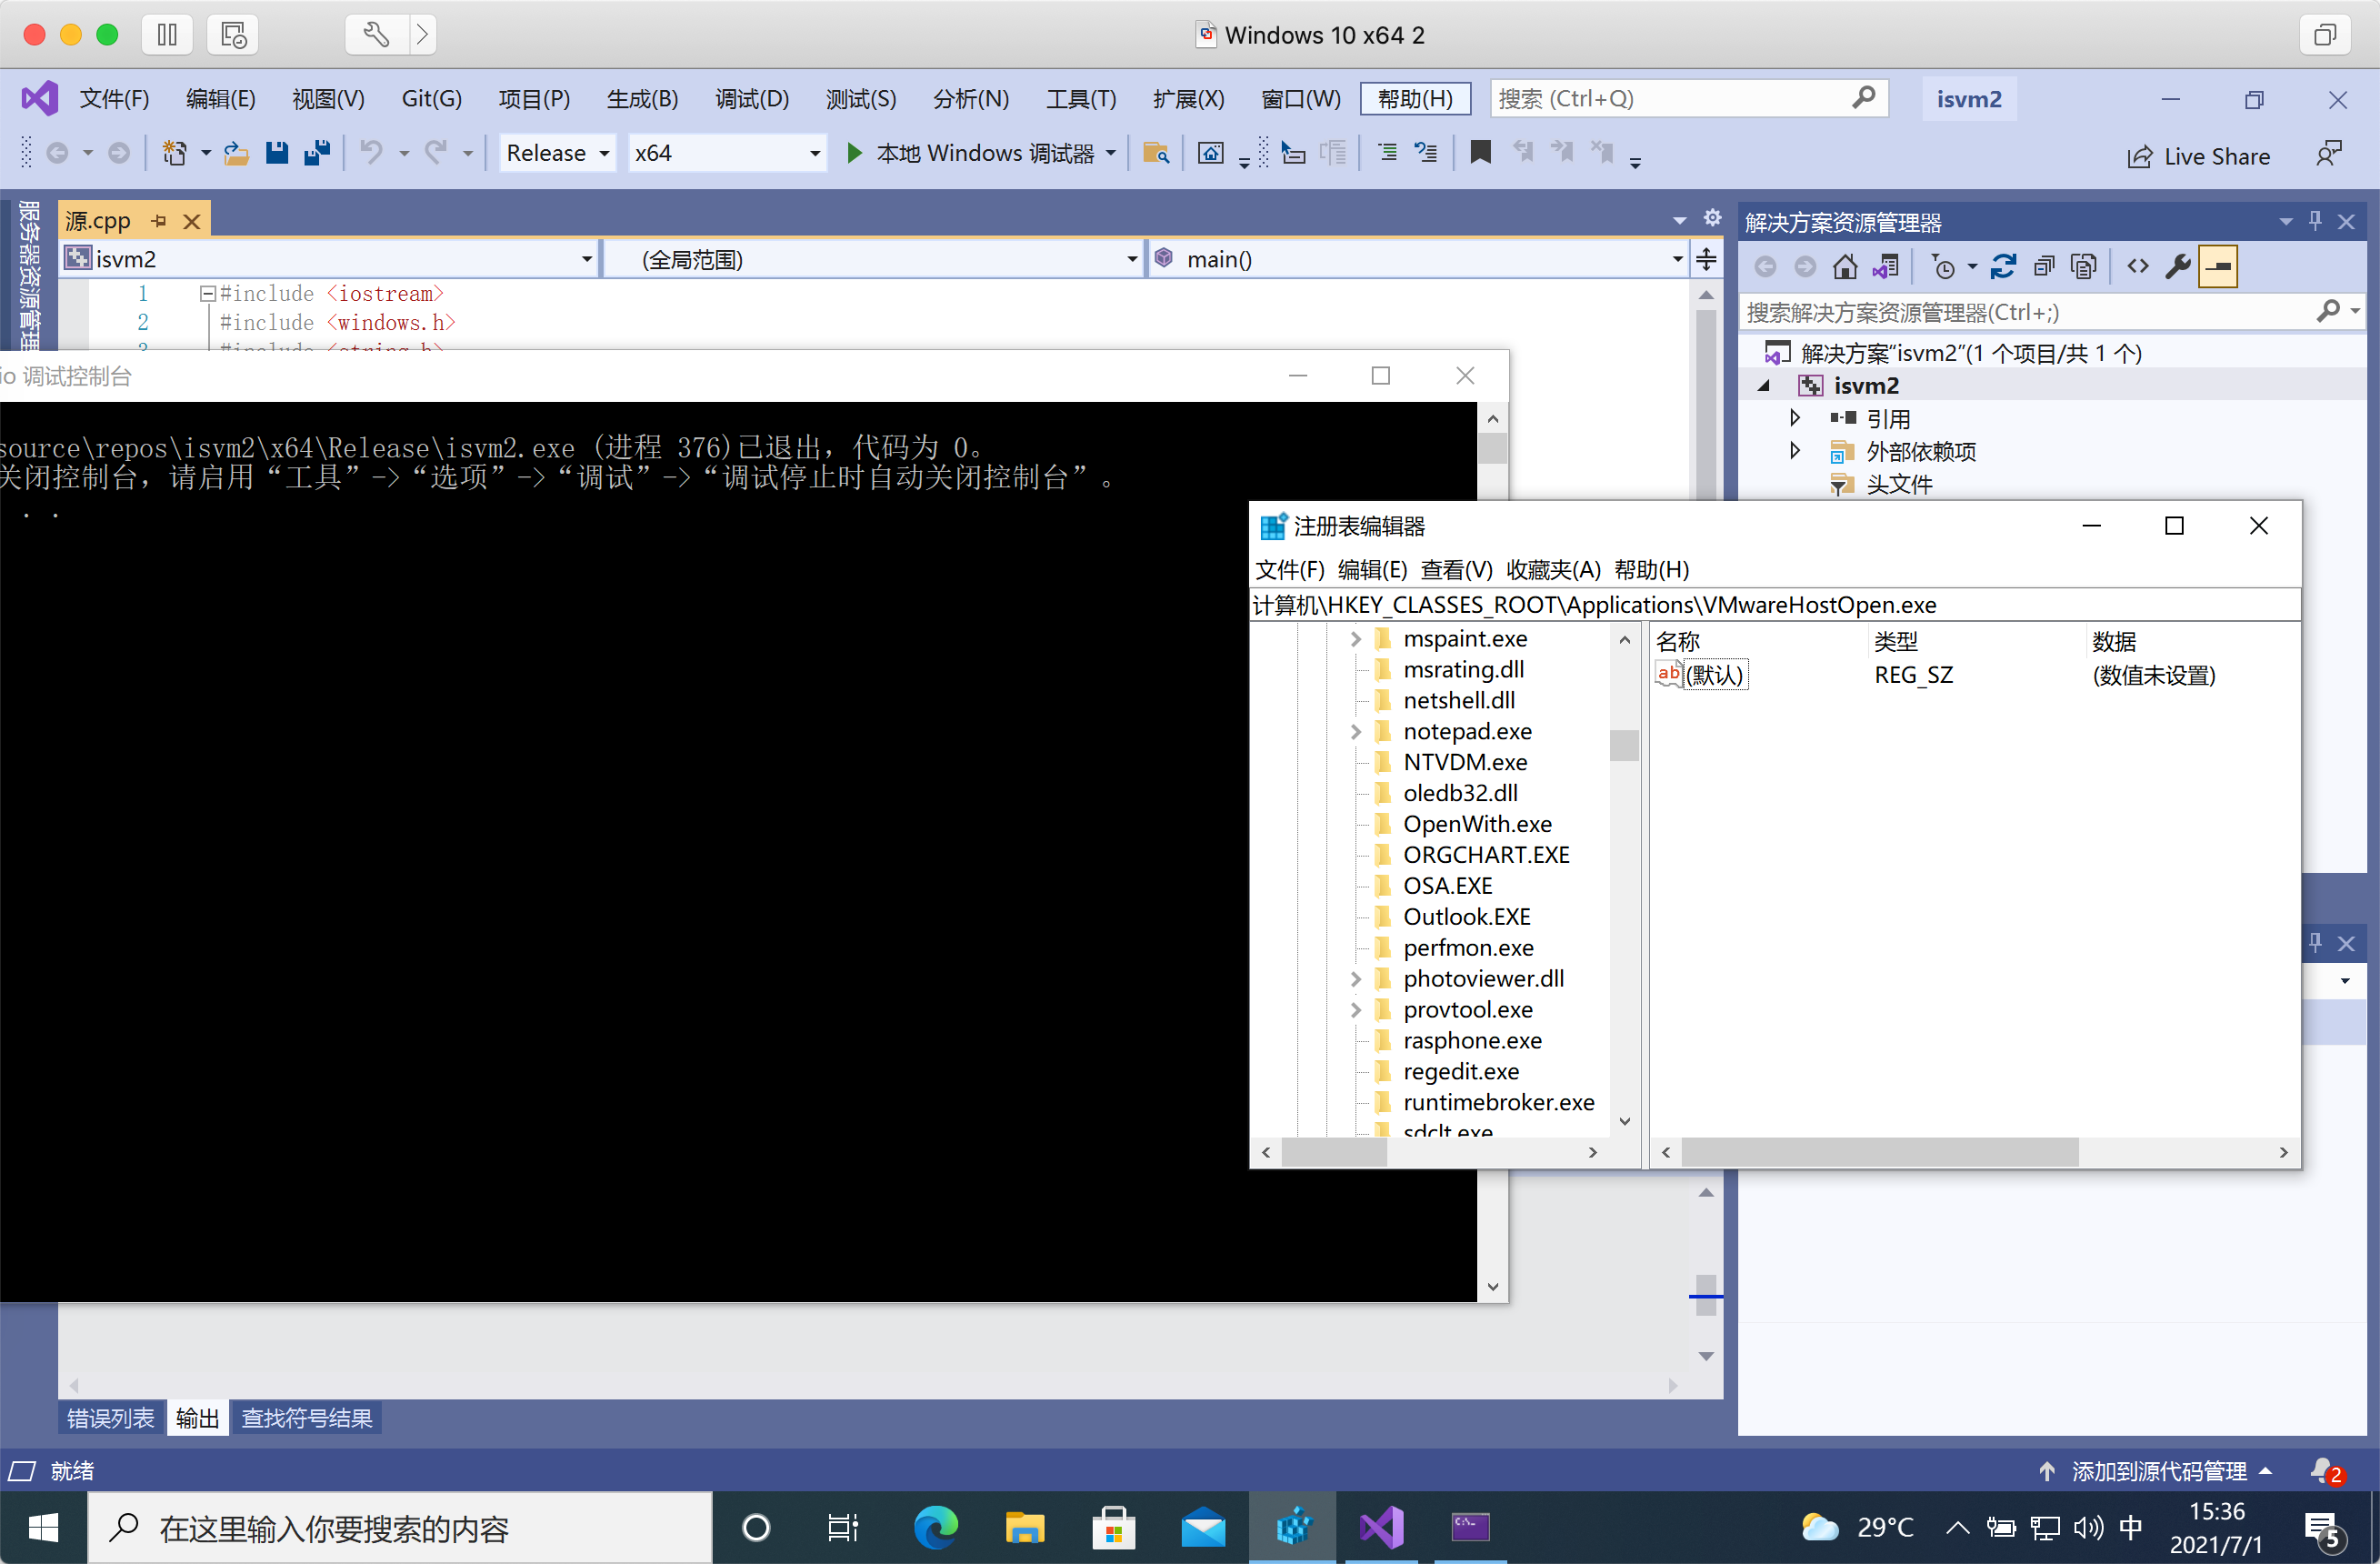 Windows 10 x64 2
文件(F) 编辑(E) 视图(V) Git(G) 项目(P) 生成(B) 调试(D) 测试(S) 分析(N) 工具(T) 扩展(X) 窗口(W) 帮助(H) 搜索 (Ctrl+Q) isvm2
Release x64 本地 Windows 调试器 Live Share
服务器资源管理
源.cpp
isvm2 (全局范围) main()
1 #include <iostream>
2 #include <windows.h>
3 #include <string.h>
io 调试控制台
source\repos\isvm2\x64\Release\isvm2.exe (进程 376)已退出，代码为 0。
关闭控制台，请启用“工具”->“选项”->“调试”->“调试停止时自动关闭控制台”。
. .
解决方案资源管理器
搜索解决方案资源管理器(Ctrl+;)
解决方案“isvm2”(1 个项目/共 1 个)
isvm2
引用
外部依赖项
头文件
注册表编辑器
文件(F) 编辑(E) 查看(V) 收藏夹(A) 帮助(H)
计算机\HKEY_CLASSES_ROOT\Applications\VMwareHostOpen.exe
mspaint.exe
msrating.dll
netshell.dll
notepad.exe
NTVDM.exe
oledb32.dll
OpenWith.exe
ORGCHART.EXE
OSA.EXE
Outlook.EXE
perfmon.exe
photoviewer.dll
provtool.exe
rasphone.exe
regedit.exe
runtimebroker.exe
sdclt.exe
名称 类型 数据
ab (默认) REG_SZ (数值未设置)
错误列表 输出 查找符号结果
就绪
添加到源代码管理 2
在这里输入你要搜索的内容
29°C 中
15:36
2021/7/1
5